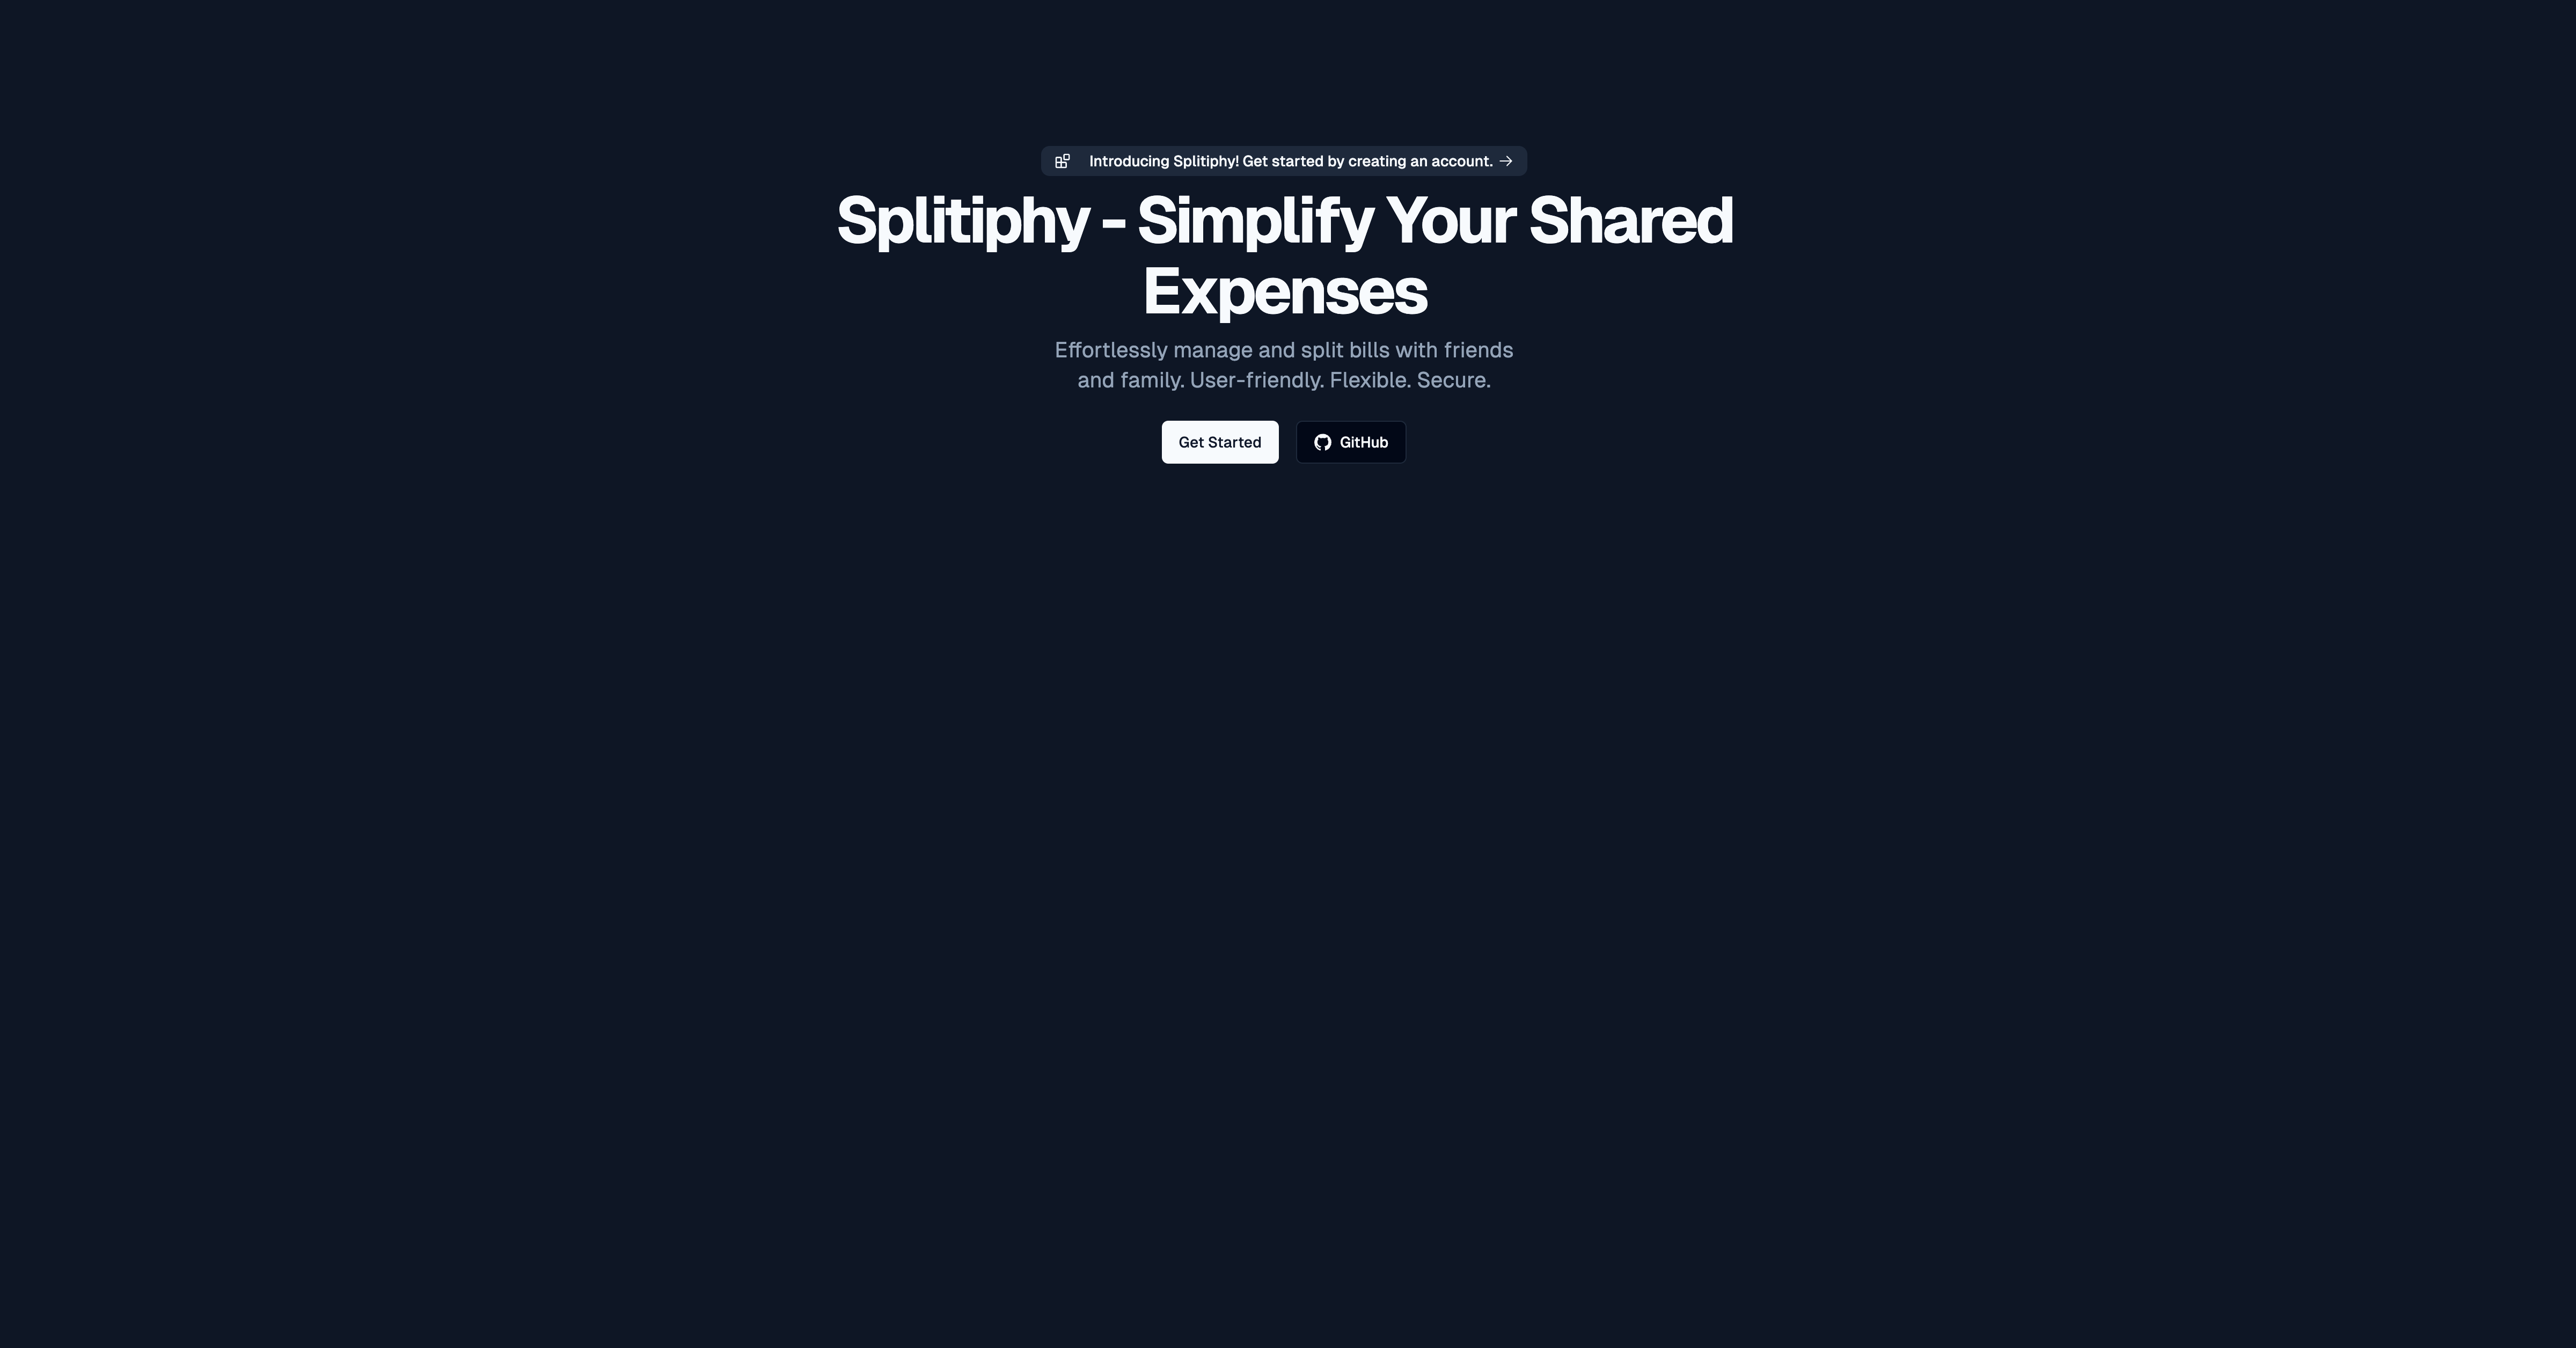 Introducing Splitiphy! Get started by creating an account. →
Splitiphy - Simplify Your Shared
Expenses
Effortlessly manage and split bills with friends
and family. User-friendly. Flexible. Secure.
Get Started
GitHub